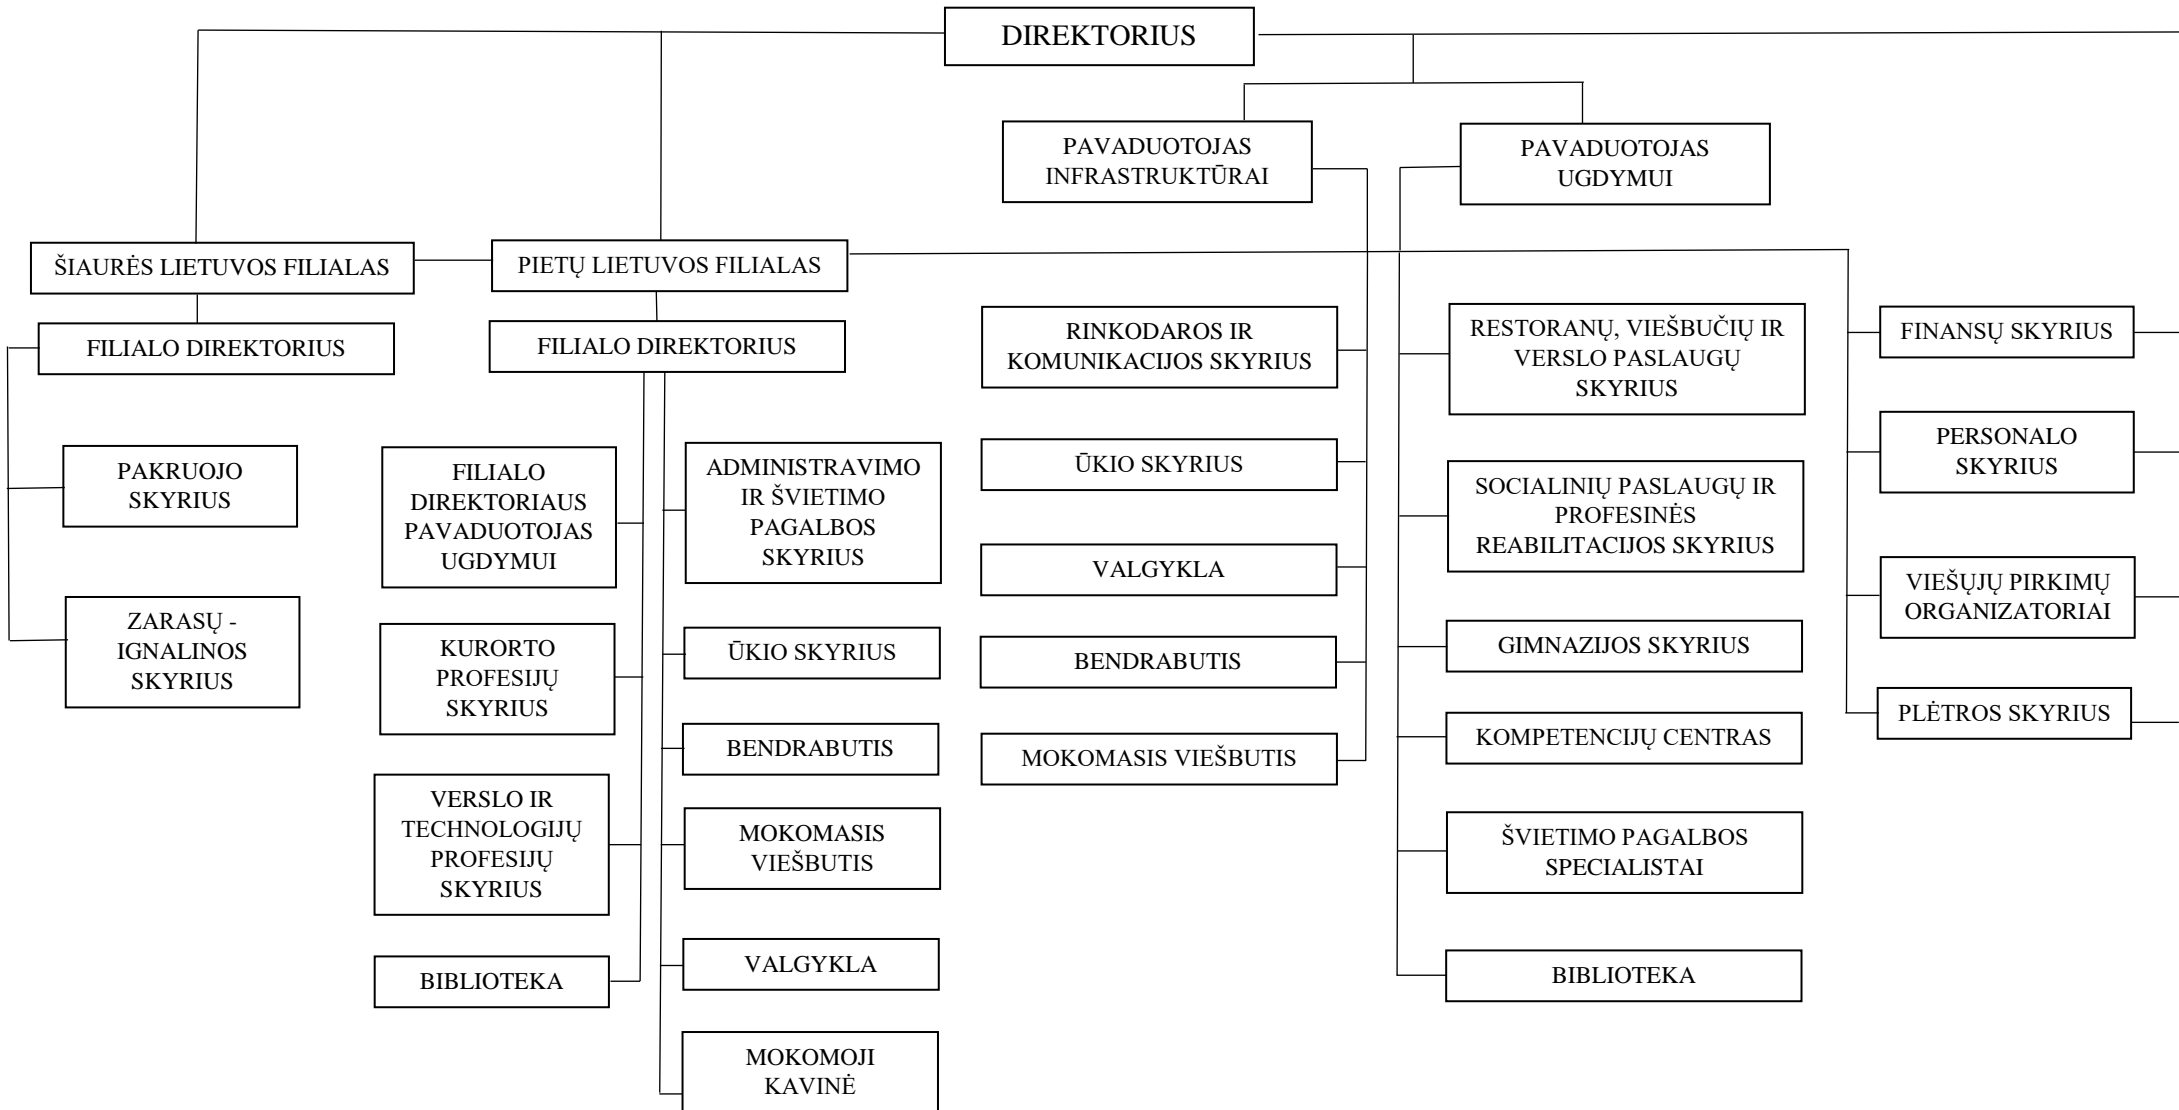 DIREKTORIUS
PAVADUOTOJAS
INFRASTRUKTŪRAI
PAVADUOTOJAS
UGDYMUI
ŠIAURĖS LIETUVOS FILIALAS
PIETŲ LIETUVOS FILIALAS
FILIALO DIREKTORIUS
FILIALO DIREKTORIUS
PAKRUOJO
SKYRIUS
ZARASŲ -
IGNALINOS
SKYRIUS
FILIALO
DIREKTORIAUS
PAVADUOTOJAS
UGDYMUI
KURORTO
PROFESIJŲ
SKYRIUS
VERSLO IR
TECHNOLOGIJŲ
PROFESIJŲ
SKYRIUS
BIBLIOTEKA
ADMINISTRAVIMO
IR ŠVIETIMO
PAGALBOS
SKYRIUS
ŪKIO SKYRIUS
BENDRABUTIS
MOKOMASIS
VIEŠBUTIS
VALGYKLA
MOKOMOJI
KAVINĖ
RINKODAROS IR
KOMUNIKACIJOS SKYRIUS
ŪKIO SKYRIUS
VALGYKLA
BENDRABUTIS
MOKOMASIS VIEŠBUTIS
RESTORANŲ, VIEŠBUČIŲ IR
VERSLO PASLAUGŲ
SKYRIUS
SOCIALINIŲ PASLAUGŲ IR
PROFESINĖS
REABILITACIJOS SKYRIUS
GIMNAZIJOS SKYRIUS
KOMPETENCIJŲ CENTRAS
ŠVIETIMO PAGALBOS
SPECIALISTAI
BIBLIOTEKA
FINANSŲ SKYRIUS
PERSONALO
SKYRIUS
VIEŠŲJŲ PIRKIMŲ
ORGANIZATORIAI
PLĖTROS SKYRIUS